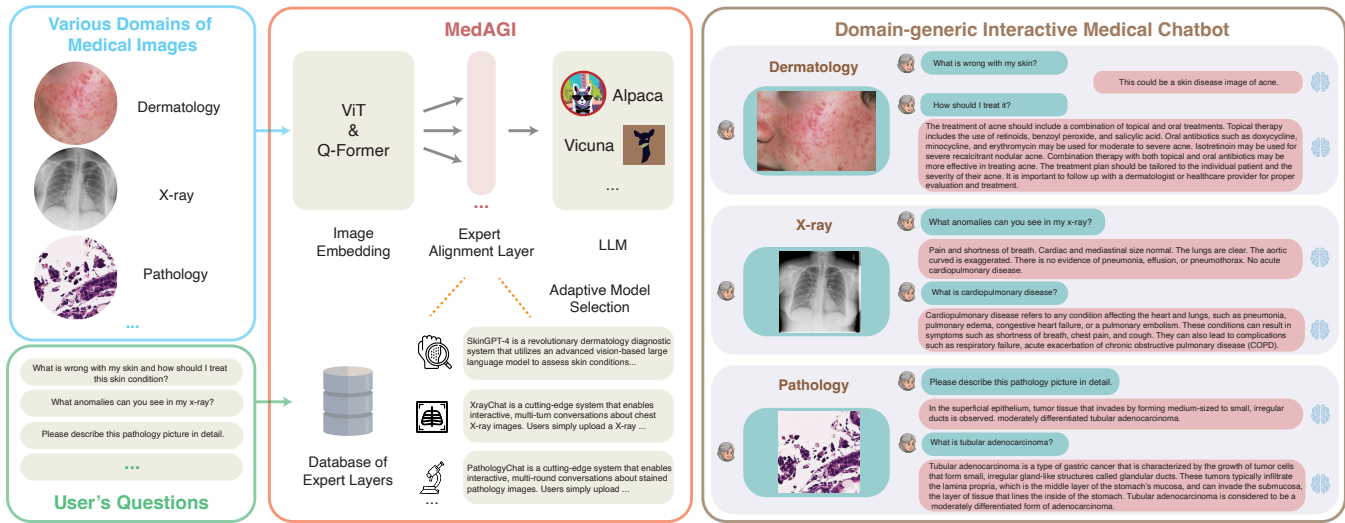 Various Domains of
Medical Images
Dermatology
X-ray
Pathology
...
What is wrong with my skin and how should I treat
this skin condition?
What anomalies can you see in my x-ray?
Please describe this pathology picture in detail.
...
User's Questions
MedAGI
ViT
&
Q-Former
...
Alpaca
Vicuna
...
Image
Embedding
Expert
Alignment Layer
LLM
Adaptive Model
Selection
Database of
Expert Layers
SkinGPT-4 is a revolutionary dermatology diagnostic
system that utilizes an advanced vision-based large
language model to assess skin conditions...
XrayChat is a cutting-edge system that enables
interactive, multi-turn conversations about chest
X-ray images. Users simply upload a X-ray ...
PathologyChat is a cutting-edge system that enables
interactive, multi-round conversations about stained
pathology images. Users simply upload ...
...
Domain-generic Interactive Medical Chatbot
Dermatology
What is wrong with my skin?
This could be a skin disease image of acne.
How should I treat it?
The treatment of acne should include a combination of topical and oral treatments. Topical therapy
includes the use of retinoids, benzoyl peroxide, and salicylic acid. Oral antibiotics such as doxycycline,
minocycline, and erythromycin may be used for moderate to severe acne. Isotretinoin may be used for
severe recalcitrant nodular acne. Combination therapy with both topical and oral antibiotics may be
more effective in treating acne. The treatment plan should be tailored to the individual patient and the
severity of their acne. It is important to follow up with a dermatologist or healthcare provider for proper
evaluation and treatment.
X-ray
What anomalies can you see in my x-ray?
Pain and shortness of breath. Cardiac and mediastinal size normal. The lungs are clear. The aortic
curved is exaggerated. There is no evidence of pneumonia, effusion, or pneumothorax. No acute
cardiopulmonary disease.
What is cardiopulmonary disease?
Cardiopulmonary disease refers to any condition affecting the heart and lungs, such as pneumonia,
pulmonary edema, congestive heart failure, or a pulmonary embolism. These conditions can result in
symptoms such as shortness of breath, chest pain, and cough. They can also lead to complications
such as respiratory failure, acute exacerbation of chronic obstructive pulmonary disease (COPD).
Pathology
Please describe this pathology picture in detail.
In the superficial epithelium, tumor tissue that invades by forming medium-sized to small, irregular
ducts is observed. moderately differentiated tubular adenocarcinoma.
What is tubular adenocarcinoma?
Tubular adenocarcinoma is a type of gastric cancer that is characterized by the growth of tumor cells
that form small, irregular gland-like structures called glandular ducts. These tumors typically infiltrate
the lamina propria, which is the middle layer of the stomach's mucosa, and can invade the submucosa,
the layer of tissue that lines the inside of the stomach. Tubular adenocarcinoma is considered to be a
moderately differentiated form of adenocarcinoma.